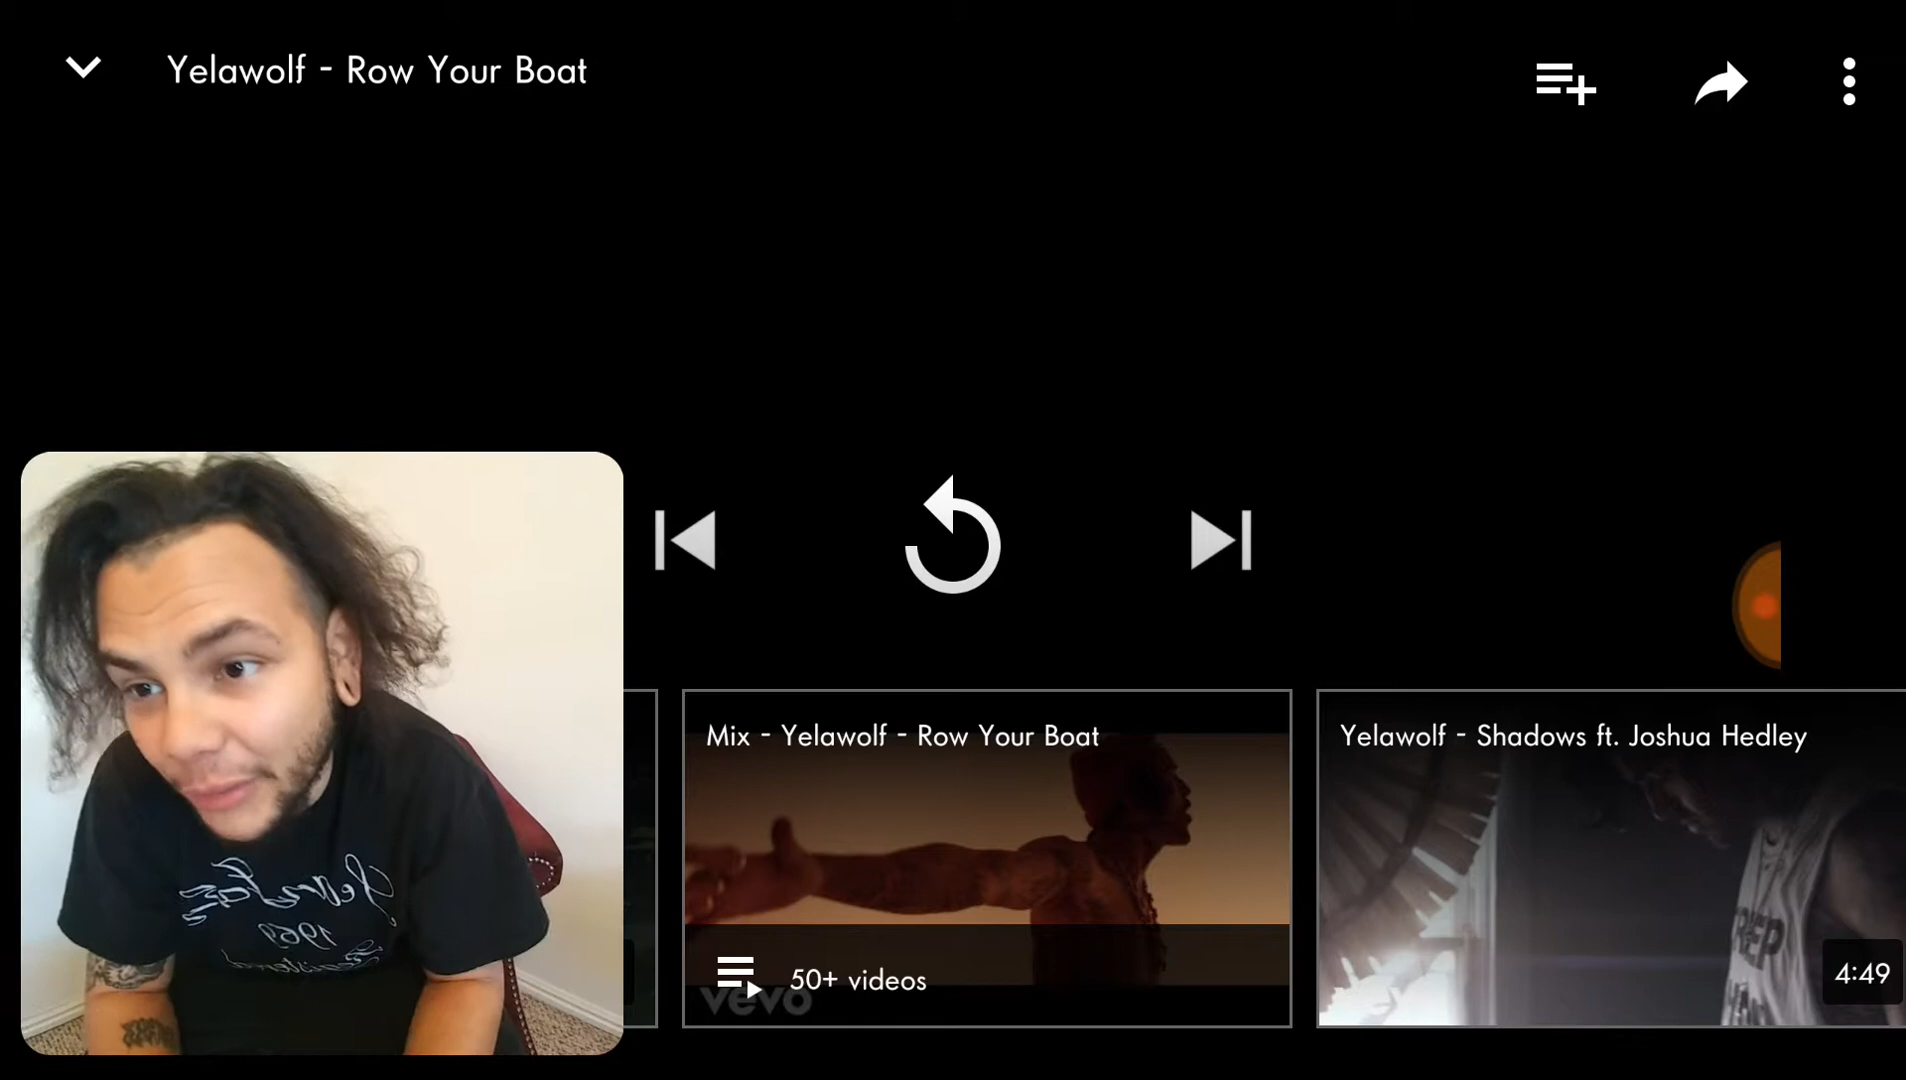 Yelawolf - Row Your Boat
Mix - Yelawolf - Row Your Boat
50+ videos
vevo
Yelawolf - Shadows ft. Joshua Hedley
4:49
1969